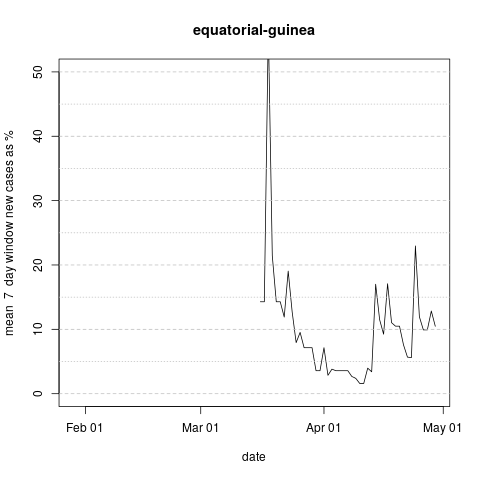 equatorial-guinea
mean 7 day window new cases as %
50
40
30
20
10
0
Feb 01
Mar 01
Apr 01
May 01
date